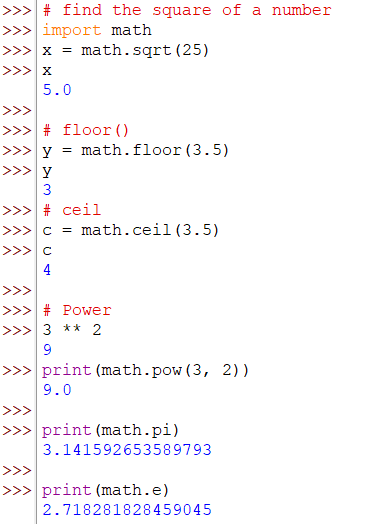 >>> # find the square of a number
>>> import math
>>> x = math.sqrt(25)
>>> x
5.0
>>>
>>> # floor()
>>> y = math.floor(3.5)
>>> y
3
>>> # ceil
>>> c = math.ceil(3.5)
>>> c
4
>>>
>>> # Power
>>> 3 ** 2
9
>>> print(math.pow(3, 2))
9.0
>>>
>>> print(math.pi)
3.141592653589793
>>>
>>> print(math.e)
2.718281828459045